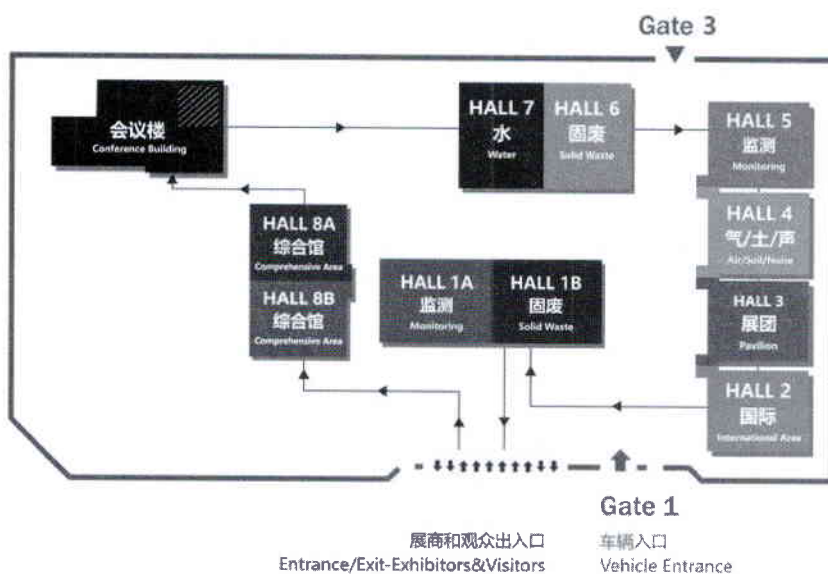 Gate 3
会议楼
Conference Building
HALL 7
水
Water
HALL 6
固废
Solid Waste
HALL 5
监测
Monitoring
HALL 8A
综合馆
Comprehensive Area
HALL 4
气/土/声
Air/Soil/Noise
HALL 8B
综合馆
Comprehensive Area
HALL 1A
监测
Monitoring
HALL 1B
固废
Solid Waste
HALL 3
展团
Pavilion
HALL 2
国际
International Area
Gate 1
展商和观众出入口
Entrance/Exit-Exhibitors&Visitors
车辆入口
Vehicle Entrance